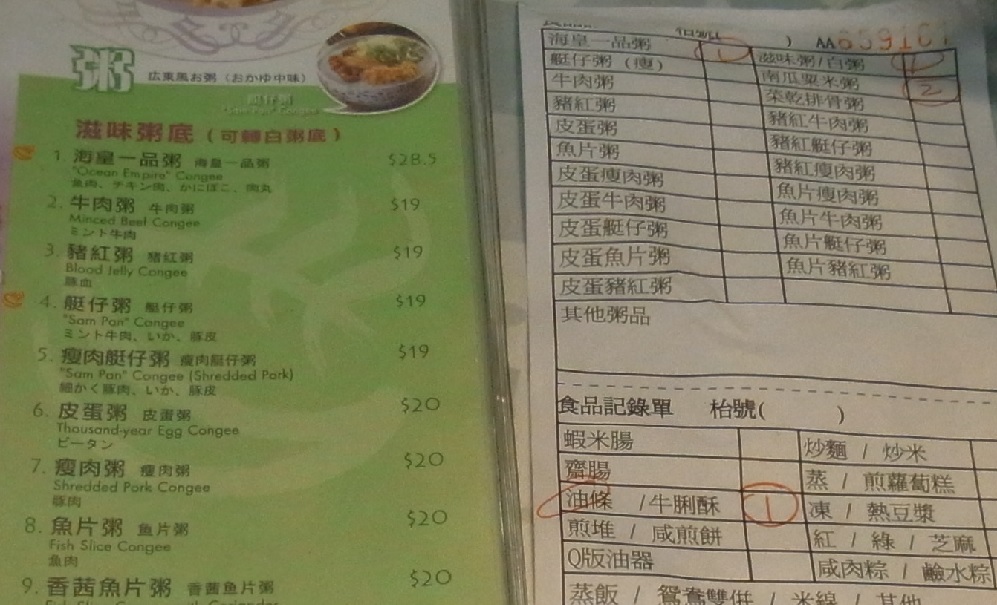 粥 広東風お粥（おかゆ中味）
滋味粥底（可轉白粥底）
1. 海皇一品粥 海皇一品粥 $28.5
"Ocean Empire" Congee
魚肉、チキン肉、かにぼこ、肉丸
2. 牛肉粥 牛肉粥 $19
Minced Beef Congee
ミント牛肉
3. 豬紅粥 豬紅粥 $19
Blood Jelly Congee
豚血
4. 艇仔粥 艇仔粥 $19
"Sam Pan" Congee
ミント牛肉、いか、豚皮
5. 瘦肉艇仔粥 瘦肉艇仔粥 $19
"Sam Pan" Congee (Shredded Pork)
細かく豚肉、いか、豚皮
6. 皮蛋粥 皮蛋粥 $20
Thousand-year Egg Congee
ピータン
7. 瘦肉粥 瘦肉粥 $20
Shredded Pork Congee
豚肉
8. 魚片粥 鱼片粥 $20
Fish Slice Congee
魚肉
9. 香茜魚片粥 香茜鱼片粥 $20
) AA
海皇一品粥 1 滋味粥/白粥 1
艇仔粥 南瓜粟米粥 2
牛肉粥 菜乾排骨粥
豬紅粥 豬紅牛肉粥
皮蛋粥 豬紅艇仔粥
魚片粥 豬紅瘦肉粥
皮蛋瘦肉粥 魚片瘦肉粥
皮蛋牛肉粥 魚片牛肉粥
皮蛋艇仔粥 魚片艇仔粥
皮蛋魚片粥 魚片豬紅粥
皮蛋豬紅粥
其他粥品
食品記錄單 枱號( )
蝦米腸 炒麵 / 炒米
齋腸 蒸 / 煎蘿蔔糕
油條 /牛脷酥 1 凍 / 熱豆漿
煎堆 / 咸煎餅 紅 / 綠 / 芝麻
Q版油器 咸肉粽 / 鹼水粽
蒸飯 / 鴛鴦雙併 / 米線 / 其他